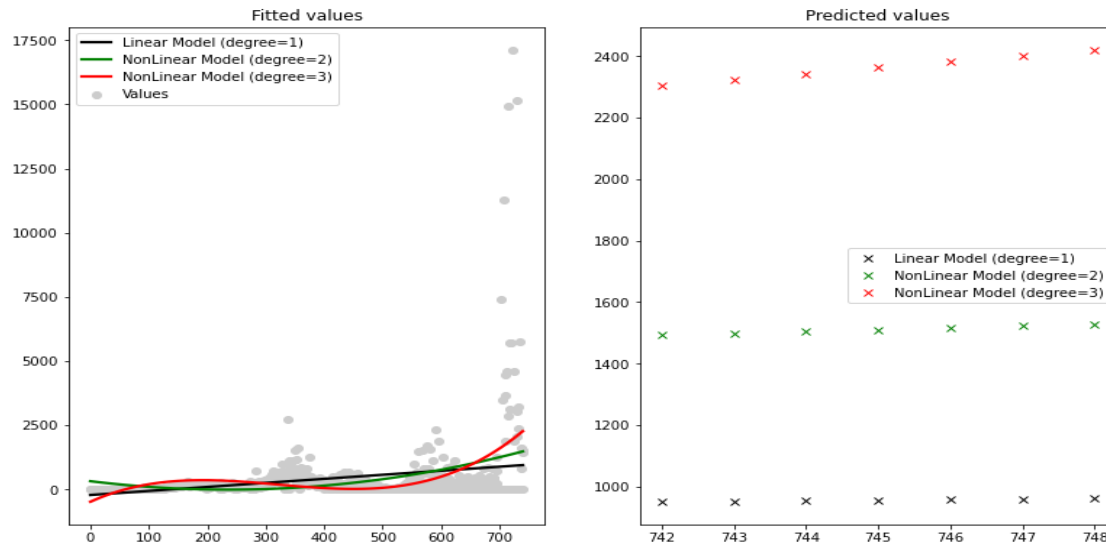 Fitted values
17500
15000
12500
10000
7500
5000
2500
0
Linear Model (degree=1)
NonLinear Model (degree=2)
NonLinear Model (degree=3)
Values
0 100 200 300 400 500 600 700
Predicted values
2400
2200
2000
1800
1600
1400
1200
1000
Linear Model (degree=1)
NonLinear Model (degree=2)
NonLinear Model (degree=3)
742 743 744 745 746 747 748